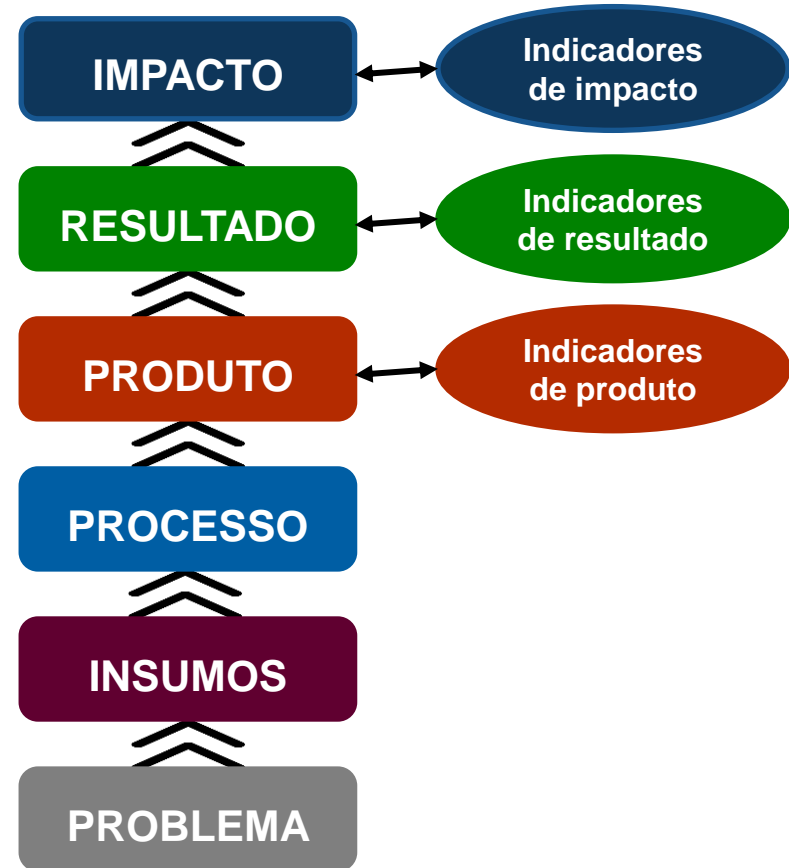 IMPACTO
Indicadores
de impacto
RESULTADO
Indicadores
de resultado
PRODUTO
Indicadores
de produto
PROCESSO
INSUMOS
PROBLEMA